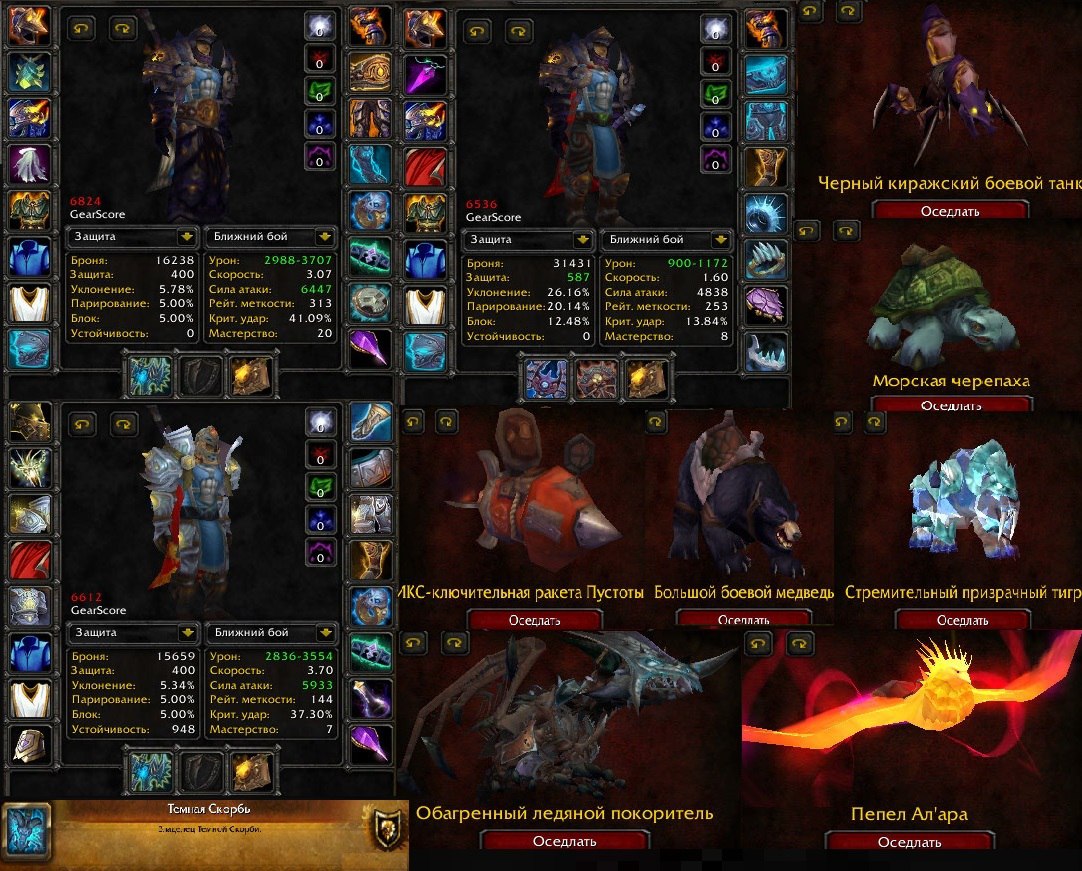 0
0
0
0
0
6824
GearScore
Защита
Ближний бой
Броня: 16238
Защита: 400
Уклонение: 5.78%
Парирование: 5.00%
Блок: 5.00%
Устойчивость: 0
Урон: 2988-3707
Скорость: 3.07
Сила атаки: 6447
Рейт. меткости: 313
Крит. удар: 41.09%
Мастерство: 20
0
0
0
0
0
6536
GearScore
Защита
Ближний бой
Броня: 31431
Защита: 587
Уклонение: 26.16%
Парирование: 20.14%
Блок: 12.48%
Устойчивость: 0
Урон: 900-1172
Скорость: 1.60
Сила атаки: 4838
Рейт. меткости: 253
Крит. удар: 13.84%
Мастерство: 8
Черный киражский боевой танк
Оседлать
Морская черепаха
Оседлать
0
0
0
0
0
6612
GearScore
Защита
Ближний бой
Броня: 15659
Защита: 400
Уклонение: 5.34%
Парирование: 5.00%
Блок: 5.00%
Устойчивость: 948
Урон: 2836-3554
Скорость: 3.70
Сила атаки: 5933
Рейт. меткости: 144
Крит. удар: 37.30%
Мастерство: 7
ИКС-ключительная ракета Пустоты
Оседлать
Большой боевой медведь
Оседлать
Стремительный призрачный тигр
Оседлать
Темная Скорбь
Владелец Темной Скорби.
Обагренный ледяной покоритель
Оседлать
Пепел Ал'ара
Оседлать